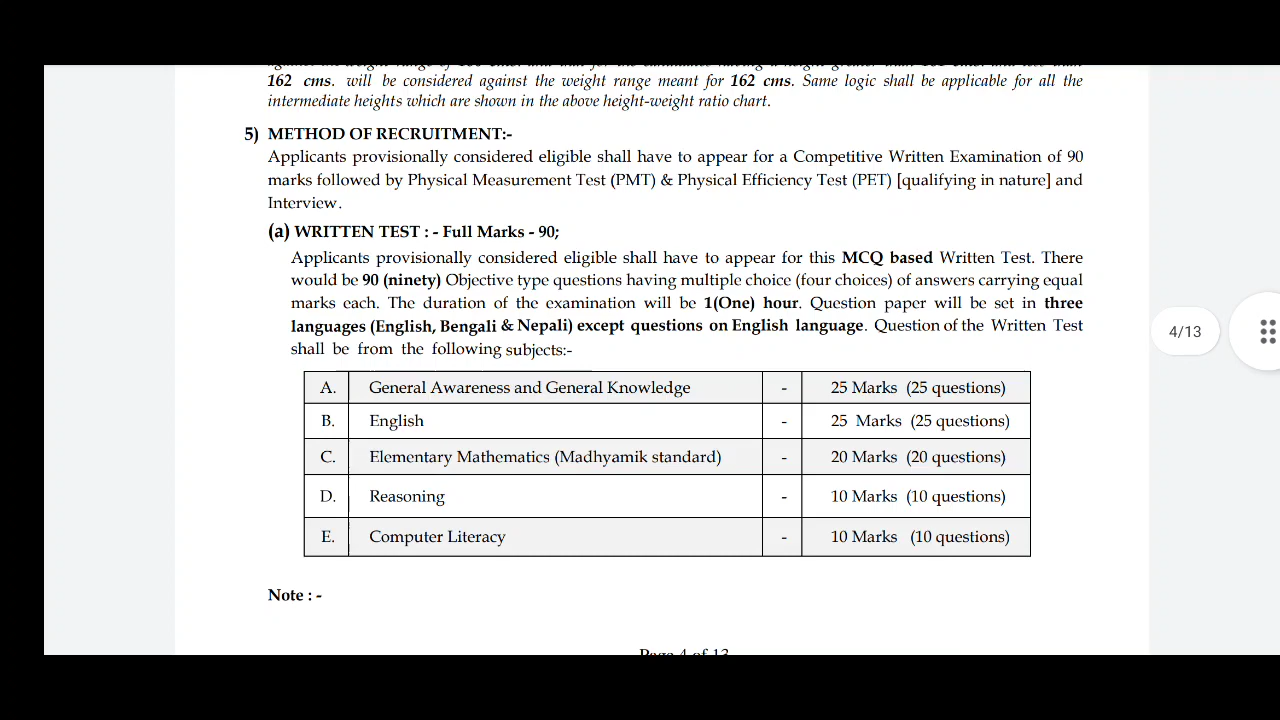 162 cms. will be considered against the weight range meant for 162 cms. Same logic shall be applicable for all the
intermediate heights which are shown in the above height-weight ratio chart.
5) METHOD OF RECRUITMENT:-
Applicants provisionally considered eligible shall have to appear for a Competitive Written Examination of 90
marks followed by Physical Measurement Test (PMT) & Physical Efficiency Test (PET) [qualifying in nature] and
Interview.
(a) WRITTEN TEST : - Full Marks - 90;
Applicants provisionally considered eligible shall have to appear for this MCQ based Written Test. There
would be 90 (ninety) Objective type questions having multiple choice (four choices) of answers carrying equal
marks each. The duration of the examination will be 1(One) hour. Question paper will be set in three
languages (English, Bengali & Nepali) except questions on English language. Question of the Written Test
shall be from the following subjects:-
A. General Awareness and General Knowledge - 25 Marks (25 questions)
B. English - 25 Marks (25 questions)
C. Elementary Mathematics (Madhyamik standard) - 20 Marks (20 questions)
D. Reasoning - 10 Marks (10 questions)
E. Computer Literacy - 10 Marks (10 questions)
Note : -
Page 4 of 13
4/13